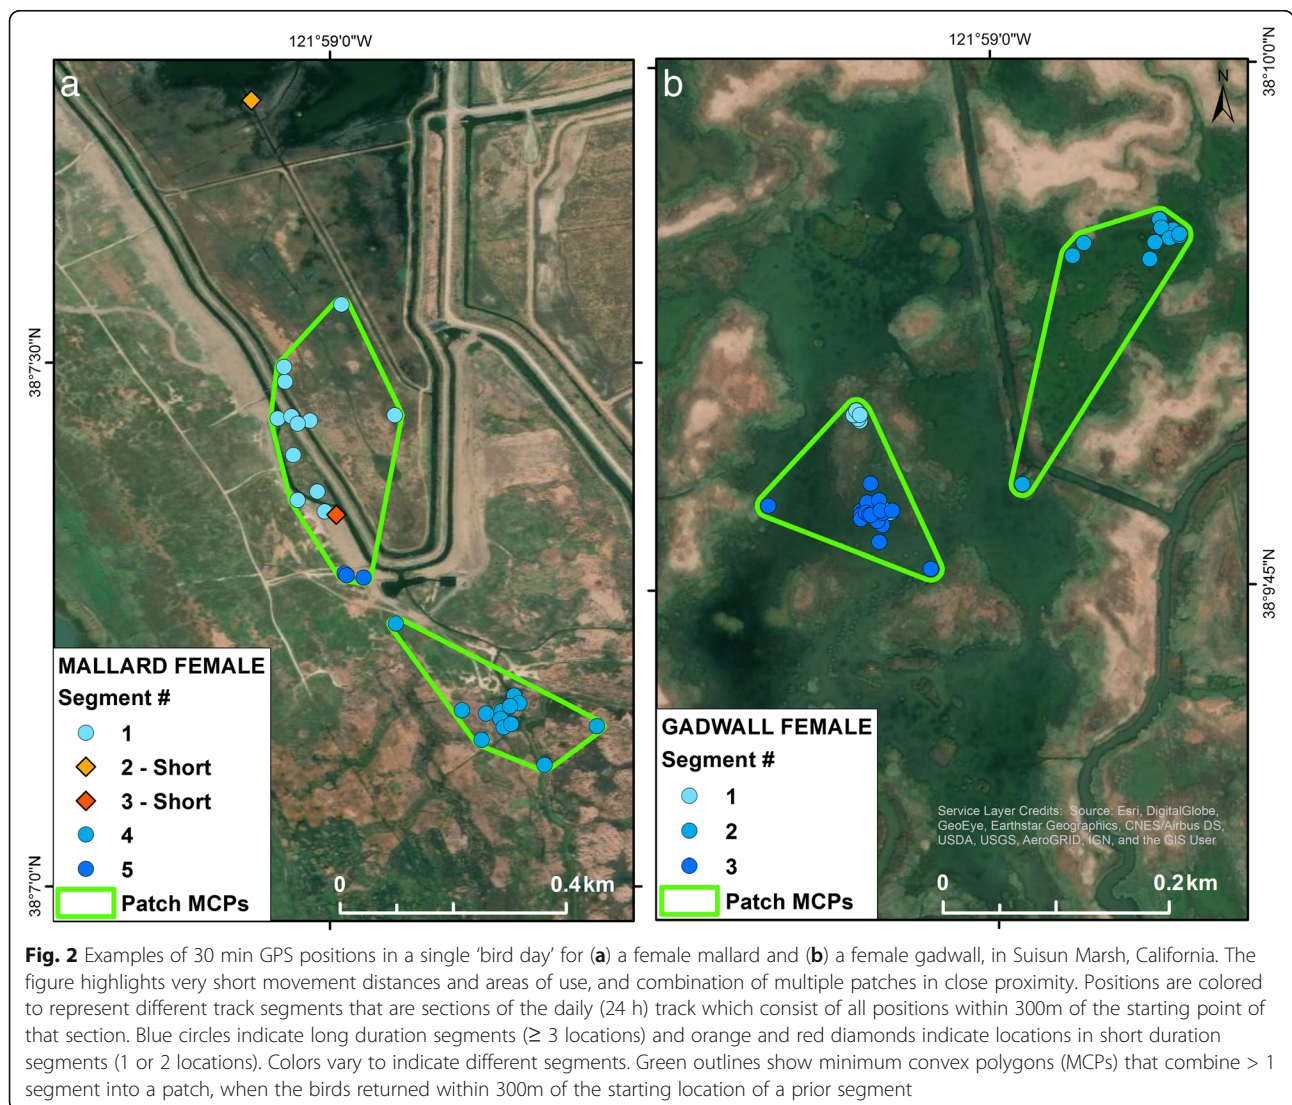 121°59'0"W
121°59'0"W
a
b
N
38°10'0"N
38°7'30"N
38°9'45"N
38°7'0"N
MALLARD FEMALE
Segment #
1
2 - Short
3 - Short
4
5
Patch MCPs
0 0.4 km
GADWALL FEMALE
Segment #
1
2
3
Patch MCPs
Service Layer Credits: Source: Esri, DigitalGlobe,
GeoEye, Earthstar Geographics, CNES/Airbus DS,
USDA, USGS, AeroGRID, IGN, and the GIS User
0 0.2 km
Fig. 2 Examples of 30 min GPS positions in a single ‘bird day’ for (a) a female mallard and (b) a female gadwall, in Suisun Marsh, California. The
figure highlights very short movement distances and areas of use, and combination of multiple patches in close proximity. Positions are colored
to represent different track segments that are sections of the daily (24 h) track which consist of all positions within 300m of the starting point of
that section. Blue circles indicate long duration segments (≥ 3 locations) and orange and red diamonds indicate locations in short duration
segments (1 or 2 locations). Colors vary to indicate different segments. Green outlines show minimum convex polygons (MCPs) that combine > 1
segment into a patch, when the birds returned within 300m of the starting location of a prior segment